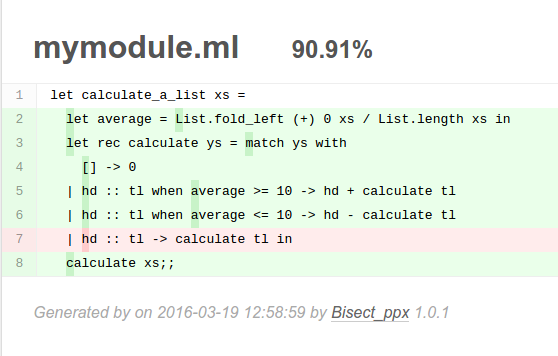 mymodule.ml 90.91%
1 let calculate_a_list xs =
2 let average = List.fold_left (+) 0 xs / List.length xs in
3 let rec calculate ys = match ys with
4 [] -> 0
5 | hd :: tl when average >= 10 -> hd + calculate tl
6 | hd :: tl when average <= 10 -> hd - calculate tl
7 | hd :: tl -> calculate tl in
8 calculate xs;;
Generated by on 2016-03-19 12:58:59 by Bisect_ppx 1.0.1